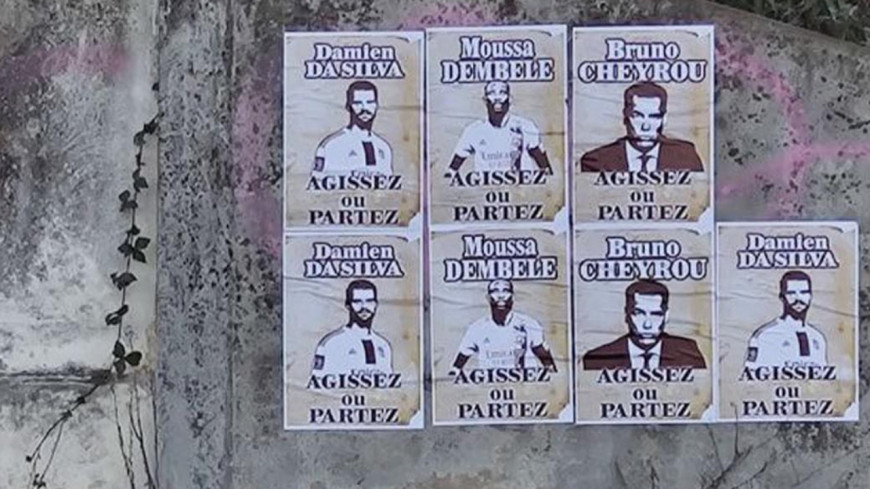 Damien
DA SILVA
AGISSEZ
ou
PARTEZ
Moussa
DEMBELE
Emirates
AGISSEZ
ou
PARTEZ
Bruno
CHEYROU
AGISSEZ
ou
PARTEZ
Damien
DA SILVA
AGISSEZ
ou
PARTEZ
Moussa
DEMBELE
Emirates
AGISSEZ
ou
PARTEZ
Bruno
CHEYROU
AGISSEZ
ou
PARTEZ
Damien
DA SILVA
AGISSEZ
ou
PARTEZ